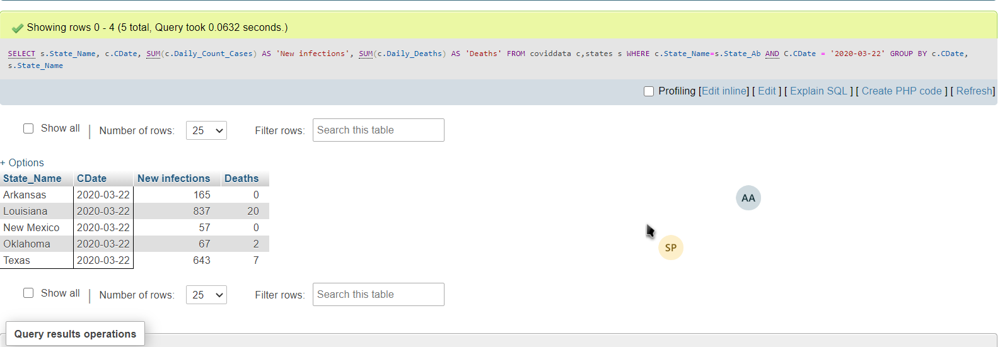 Showing rows 0 - 4 (5 total, Query took 0.0632 seconds.)
SELECT s.State_Name, c.CDate, SUM(c.Daily_Count_Cases) AS 'New infections', SUM(c.Daily_Deaths) AS 'Deaths' FROM coviddata c,states s WHERE c.State_Name=s.State_Ab AND C.CDate = '2020-03-22' GROUP BY c.CDate,
s.State_Name
Profiling [Edit inline] [ Edit ] [ Explain SQL ] [ Create PHP code ] [ Refresh]
Show all | Number of rows: 25 Filter rows: Search this table
+ Options
State_Name CDate New infections Deaths
Arkansas 2020-03-22 165 0
Louisiana 2020-03-22 837 20
New Mexico 2020-03-22 57 0
Oklahoma 2020-03-22 67 2
Texas 2020-03-22 643 7
AA
SP
Show all | Number of rows: 25 Filter rows: Search this table
Query results operations